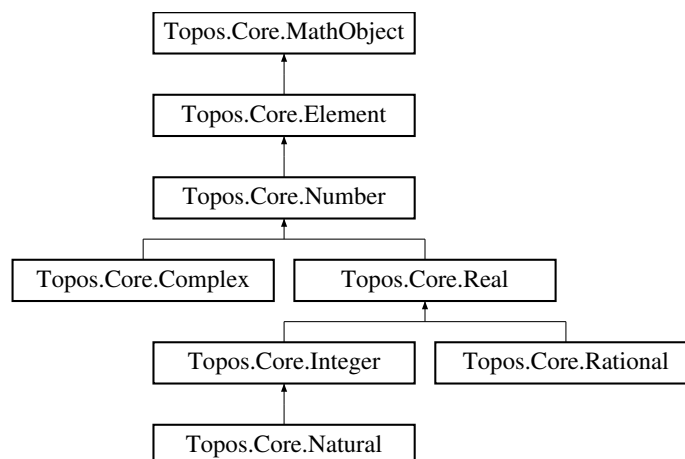 Topos.Core.MathObject
Topos.Core.Element
Topos.Core.Number
Topos.Core.Complex
Topos.Core.Real
Topos.Core.Integer
Topos.Core.Rational
Topos.Core.Natural